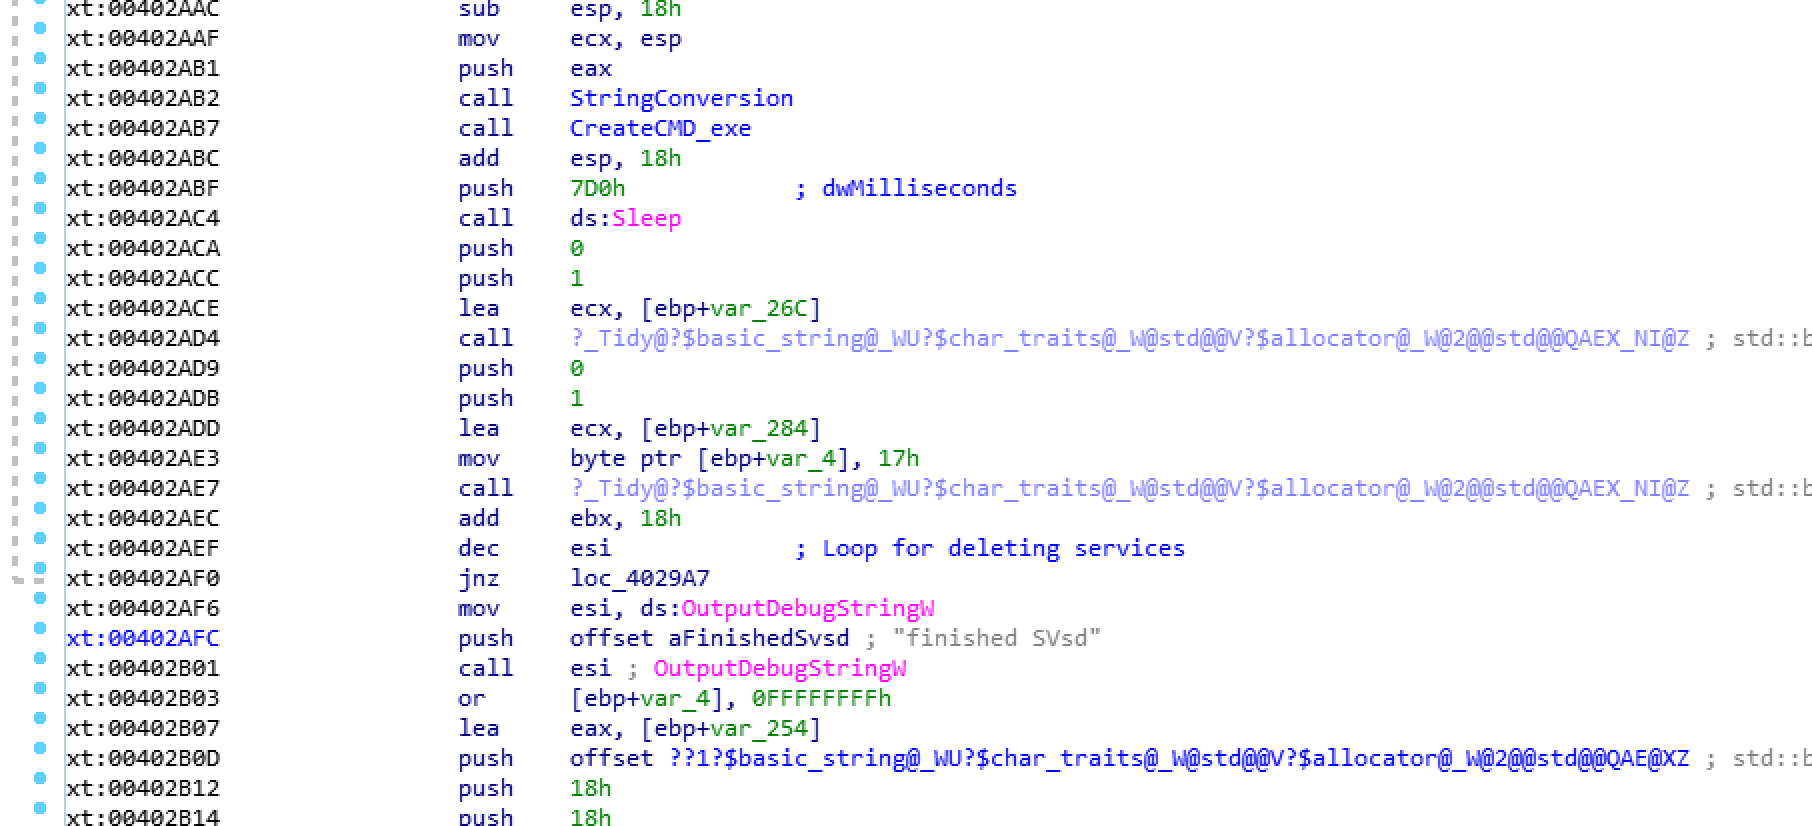 xt:00402AAC sub esp, 18h
xt:00402AAF mov ecx, esp
xt:00402AB1 push eax
xt:00402AB2 call StringConversion
xt:00402AB7 call CreateCMD_exe
xt:00402ABC add esp, 18h
xt:00402ABF push 7D0h ; dwMilliseconds
xt:00402AC4 call ds:Sleep
xt:00402ACA push 0
xt:00402ACC push 1
xt:00402ACE lea ecx, [ebp+var_26C]
xt:00402AD4 call ?_Tidy@?$basic_string@_WU?$char_traits@_W@std@@V?$allocator@_W@2@@std@@QAEX_NI@Z ; std::b
xt:00402AD9 push 0
xt:00402ADB push 1
xt:00402ADD lea ecx, [ebp+var_284]
xt:00402AE3 mov byte ptr [ebp+var_4], 17h
xt:00402AE7 call ?_Tidy@?$basic_string@_WU?$char_traits@_W@std@@V?$allocator@_W@2@@std@@QAEX_NI@Z ; std::b
xt:00402AEC add ebx, 18h
xt:00402AEF dec esi ; Loop for deleting services
xt:00402AF0 jnz loc_4029A7
xt:00402AF6 mov esi, ds:OutputDebugStringW
xt:00402AFC push offset aFinishedSvsd ; "finished SVsd"
xt:00402B01 call esi ; OutputDebugStringW
xt:00402B03 or [ebp+var_4], 0FFFFFFFFh
xt:00402B07 lea eax, [ebp+var_254]
xt:00402B0D push offset ??1?$basic_string@_WU?$char_traits@_W@std@@V?$allocator@_W@2@@std@@QAE@XZ ; std::b
xt:00402B12 push 18h
xt:00402B14 push 18h